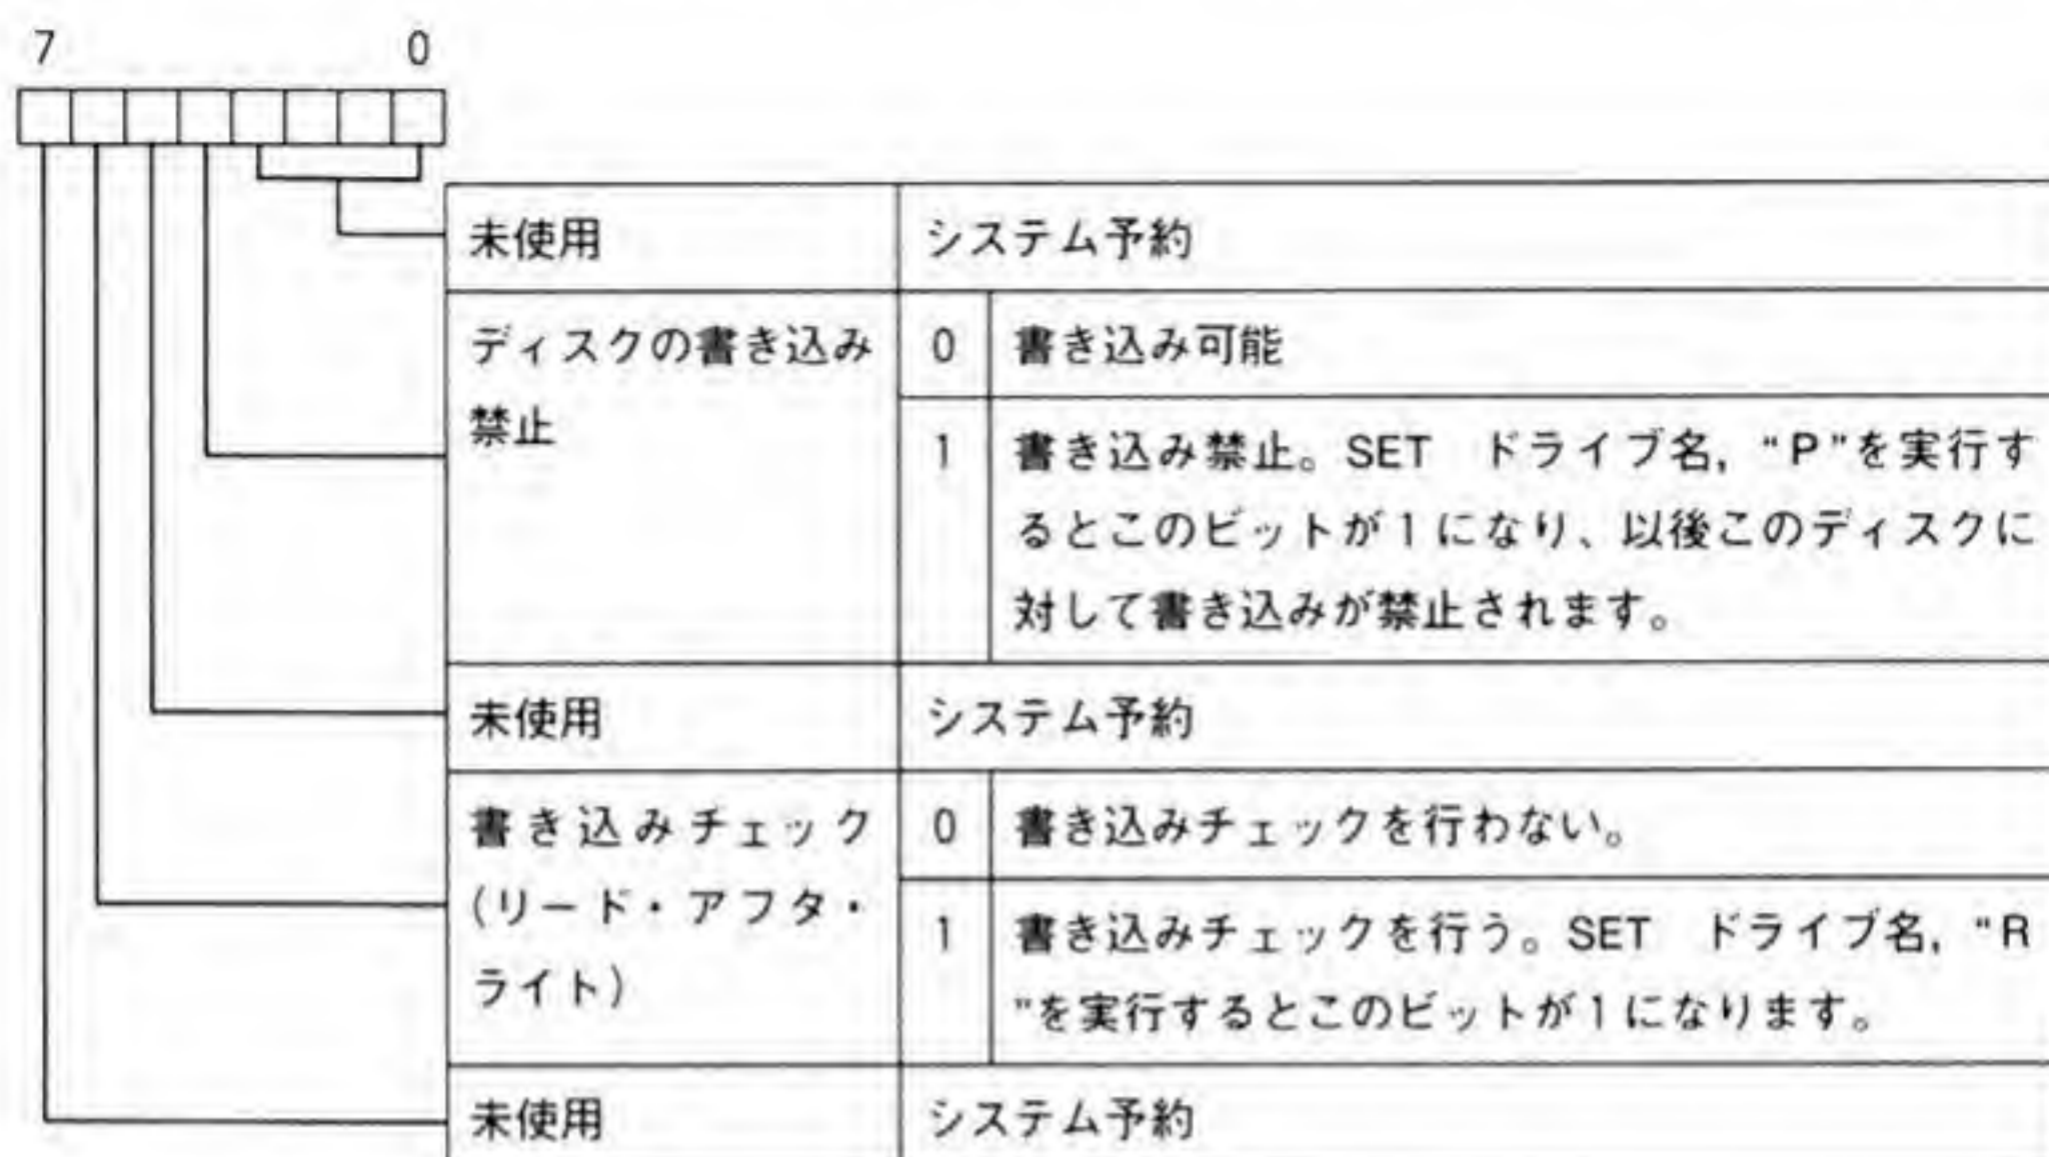 7 0
未使用 システム予約
ディスクの書き込み 0 書き込み可能
禁止
1 書き込み禁止。SET ドライブ名, “P”を実行す
るとこのビットが1になり、以後このディスクに
対して書き込みが禁止されます。
未使用 システム予約
書き込みチェック 0 書き込みチェックを行わない。
(リード・アフタ・
ライト)
1 書き込みチェックを行う。SET ドライブ名, “R
”を実行するとこのビットが1になります。
未使用 システム予約